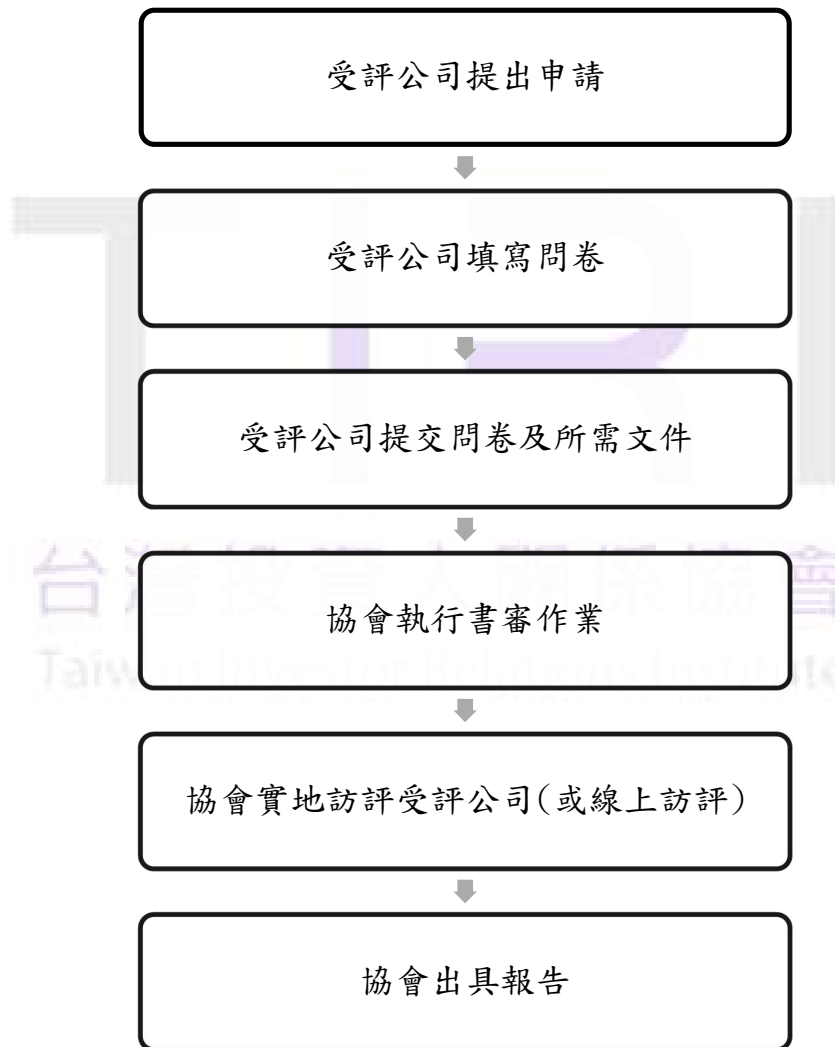 受評公司提出申請
受評公司填寫問卷
受評公司提交問卷及所需文件
台灣投資人關係協會
Taiwan Investor Relations Institute
協會執行書審作業
協會實地訪評受評公司(或線上訪評)
協會出具報告